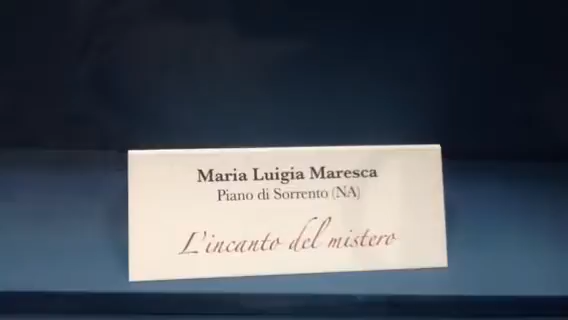 Maria Luigia Maresca
Piano di Sorrento (NA)
L'incanto del mistero